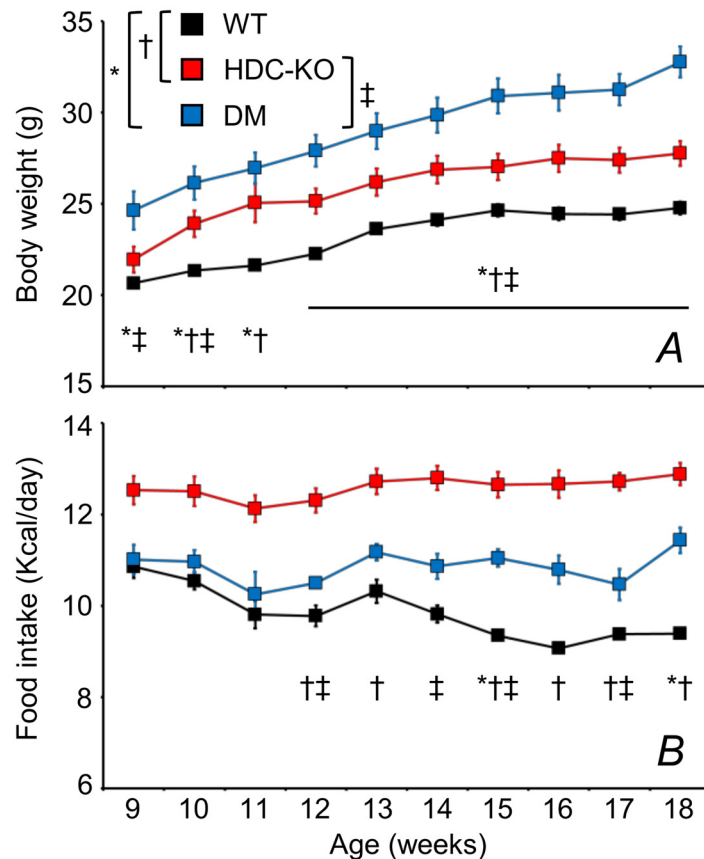 35
* † WT
HDC-KO
DM ‡
30
Body weight (g)
25
20
*†‡
*‡ *†‡ *†
A
15
14
12
Food intake (Kcal/day)
10
8
†‡ † ‡ *†‡ † †‡ *†
B
6
9 10 11 12 13 14 15 16 17 18
Age (weeks)